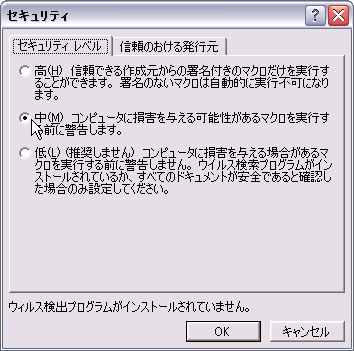 セキュリティ
セキュリティ レベル
信頼のおける発行元
高(H) 信頼できる作成元からの署名付きのマクロだけを実行す
ることができます。署名のないマクロは自動的に実行不可になり
ます。
中(M) コンピュータに損害を与える可能性があるマクロを実行す
る前に警告します。
低(L) (推奨しません) コンピュータに損害を与える場合があるマ
クロを実行する前に警告しません。ウイルス検索プログラムがイン
ストールされているか、すべてのドキュメントが安全であると確認し
た場合のみ設定してください。
ウィルス検出プログラムがインストールされていません。
OK
キャンセル